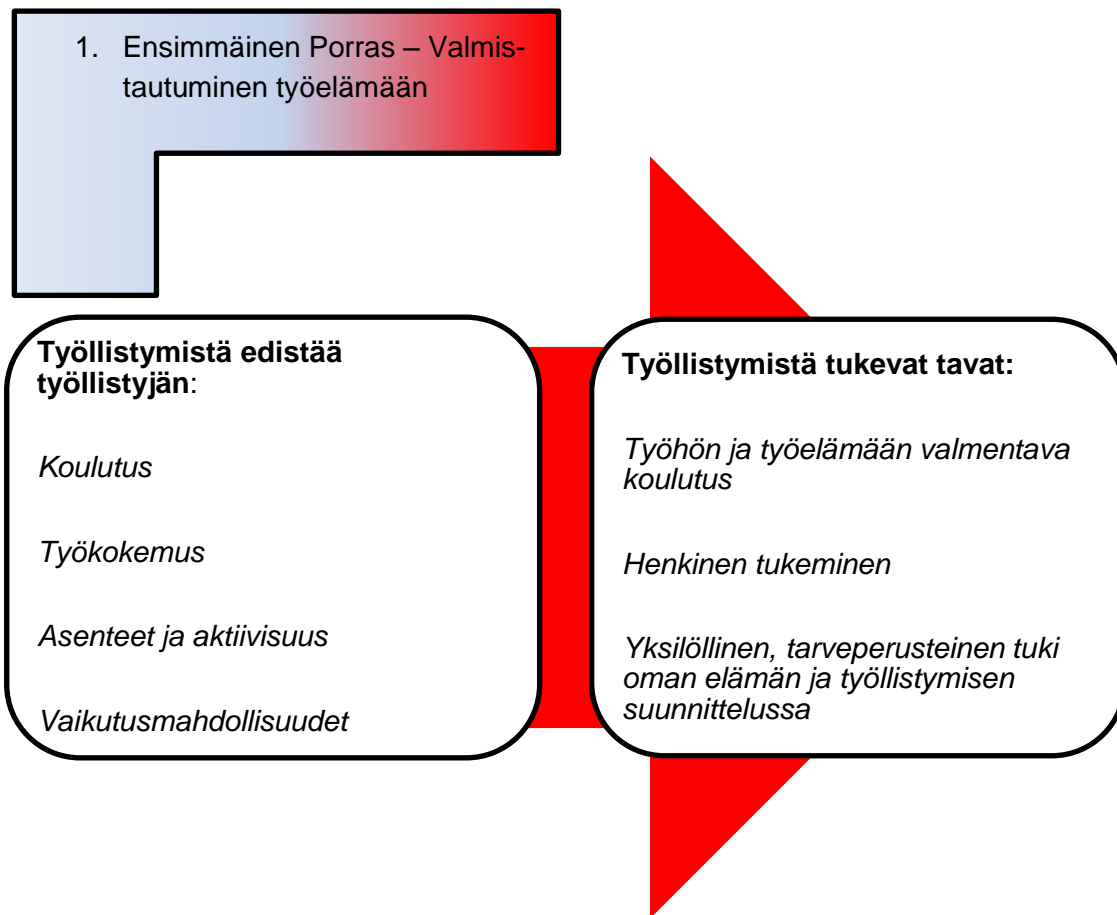 1. Ensimmäinen Porras – Valmis-
tautuminen työelämään
Työllistymistä edistää
työllistyjän:
Koulutus
Työkokemus
Asenteet ja aktiivisuus
Vaikutusmahdollisuudet
Työllistymistä tukevat tavat:
Työhön ja työelämään valmentava
koulutus
Henkinen tukeminen
Yksilöllinen, tarveperusteinen tuki
oman elämän ja työllistymisen
suunnittelussa